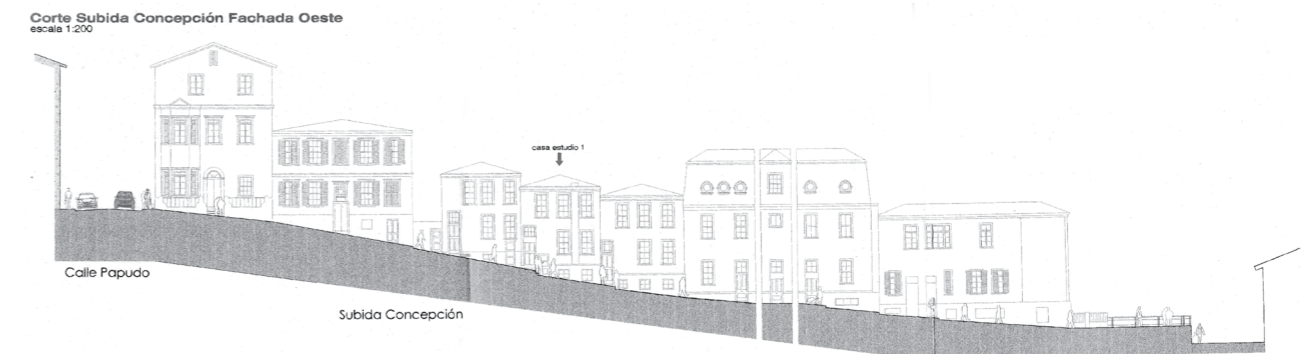 Corte Subida Concepción Fachada Oeste
escala 1:200
casa estudio 1
Calle Papudo
Subida Concepción